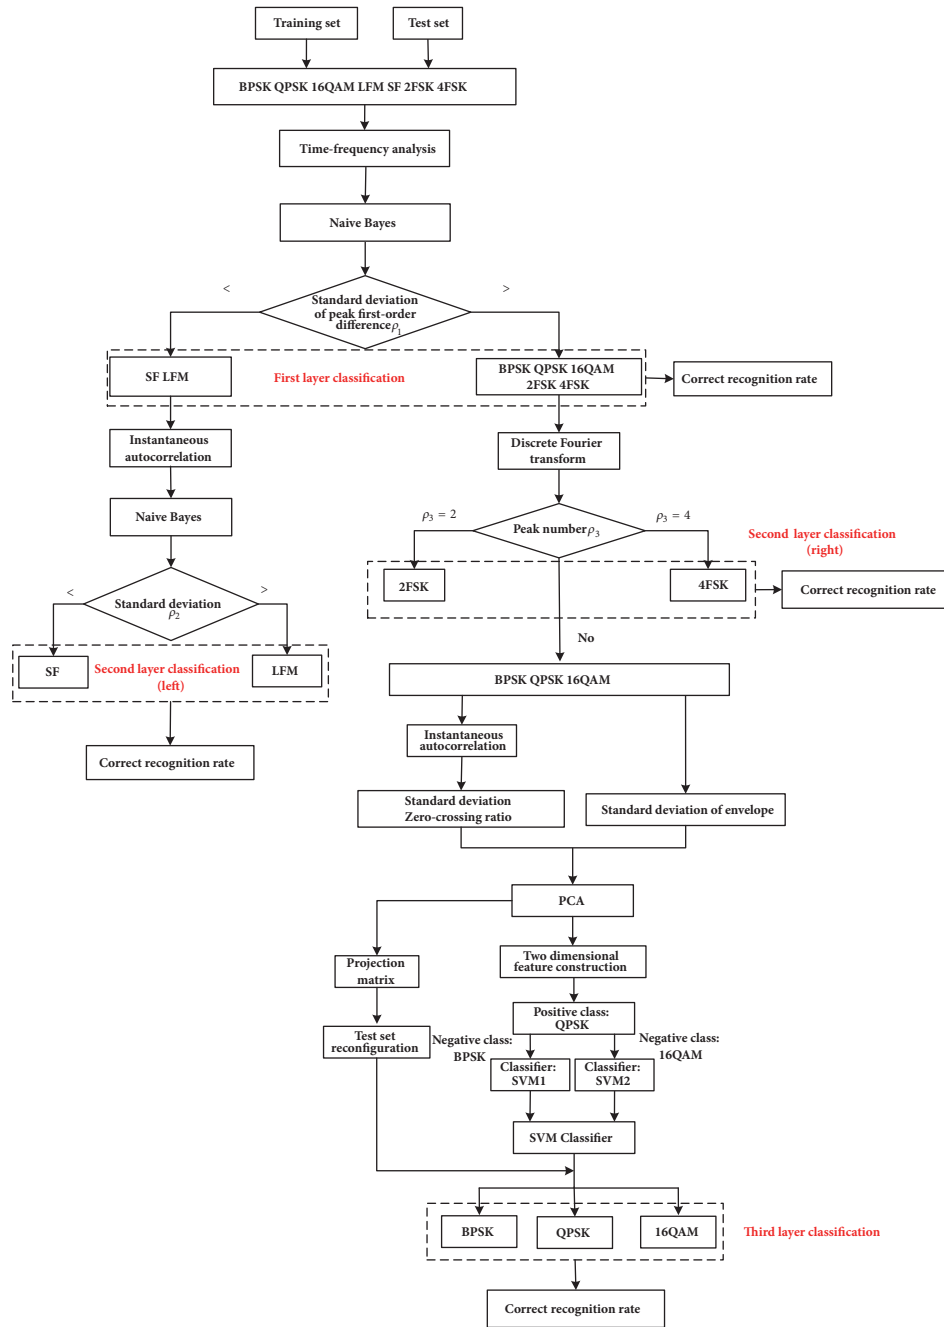 Training set
Test set
BPSK QPSK 16QAM LFM SF 2FSK 4FSK
Time-frequency analysis
Naive Bayes
<
>
Standard deviation
of peak first-order
difference ρ1
SF LFM
First layer classification
BPSK QPSK 16QAM
2FSK 4FSK
Correct recognition rate
Instantaneous
autocorrelation
Discrete Fourier
transform
Naive Bayes
ρ3 = 2
Peak number ρ3
ρ3 = 4
Second layer classification
(right)
<
>
Standard deviation
ρ2
2FSK
4FSK
Correct recognition rate
No
SF
Second layer classification
(left)
LFM
BPSK QPSK 16QAM
Instantaneous
autocorrelation
Correct recognition rate
Standard deviation
Zero-crossing ratio
Standard deviation of envelope
PCA
Projection
matrix
Two dimensional
feature construction
Positive class:
QPSK
Test set
reconfiguration
Negative class:
BPSK
Negative class:
16QAM
Classifier:
SVM1
Classifier:
SVM2
SVM Classifier
BPSK
QPSK
16QAM
Third layer classification
Correct recognition rate